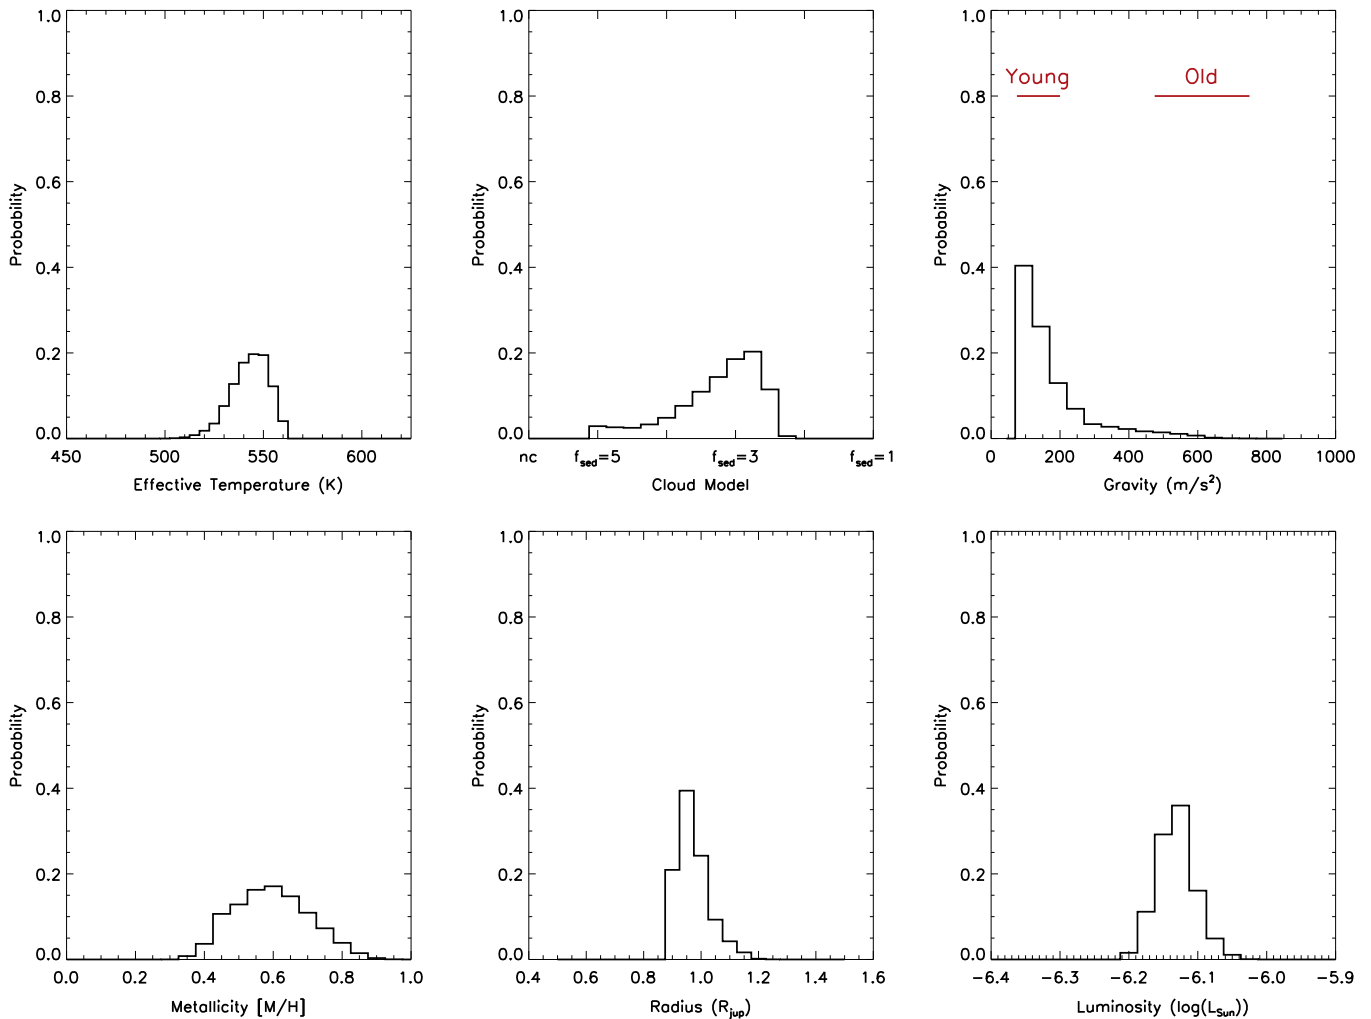 1.0
0.8
0.6
0.4
0.2
0.0
Probability
450 500 550 600
Effective Temperature (K)
1.0
0.8
0.6
0.4
0.2
0.0
Probability
nc f_sed=5 f_sed=3 f_sed=1
Cloud Model
1.0
0.8
0.6
0.4
0.2
0.0
Probability
Young Old
0 200 400 600 800 1000
Gravity (m/s²)
1.0
0.8
0.6
0.4
0.2
0.0
Probability
0.0 0.2 0.4 0.6 0.8 1.0
Metallicity [M/H]
1.0
0.8
0.6
0.4
0.2
0.0
Probability
0.4 0.6 0.8 1.0 1.2 1.4 1.6
Radius (R_jup)
1.0
0.8
0.6
0.4
0.2
0.0
Probability
−6.4 −6.3 −6.2 −6.1 −6.0 −5.9
Luminosity (log(L_Sun))